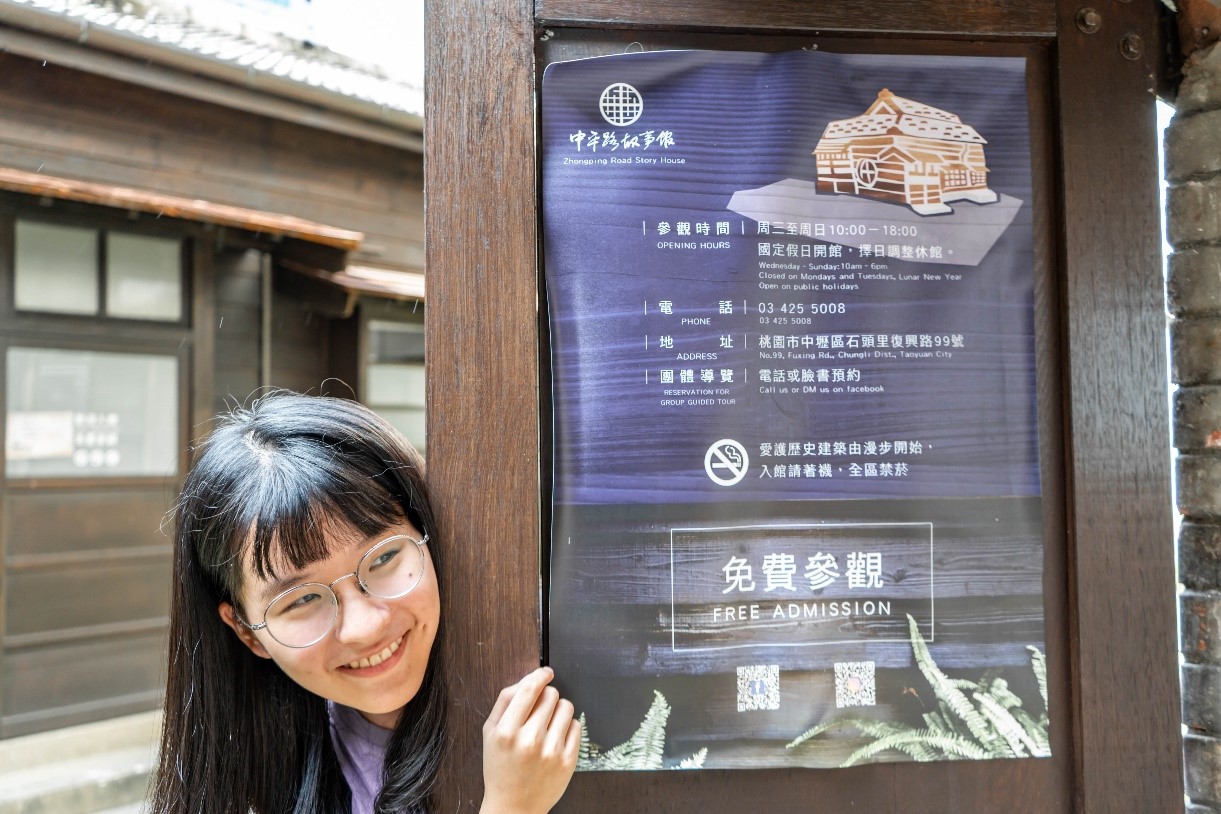 中平路故事館
Zhongping Road Story House
參觀時間 周三至周日10:00－18:00
OPENING HOURS 國定假日開館，擇日調整休館。
Wednesday - Sunday: 10am - 6pm
Closed on Mondays and Tuesdays, Lunar New Year
Open on public holidays
電話 03 425 5008
PHONE 03 425 5008
地址 桃園市中壢區石頭里復興路99號
ADDRESS No.99, Fuxing Rd., Chungli Dist., Taoyuan City
團體導覽 電話或臉書預約
RESERVATION FOR Call us or DM us on facebook
GROUP GUIDED TOUR
愛護歷史建築由漫步開始，
入館請著襪，全區禁菸
免費參觀
FREE ADMISSION